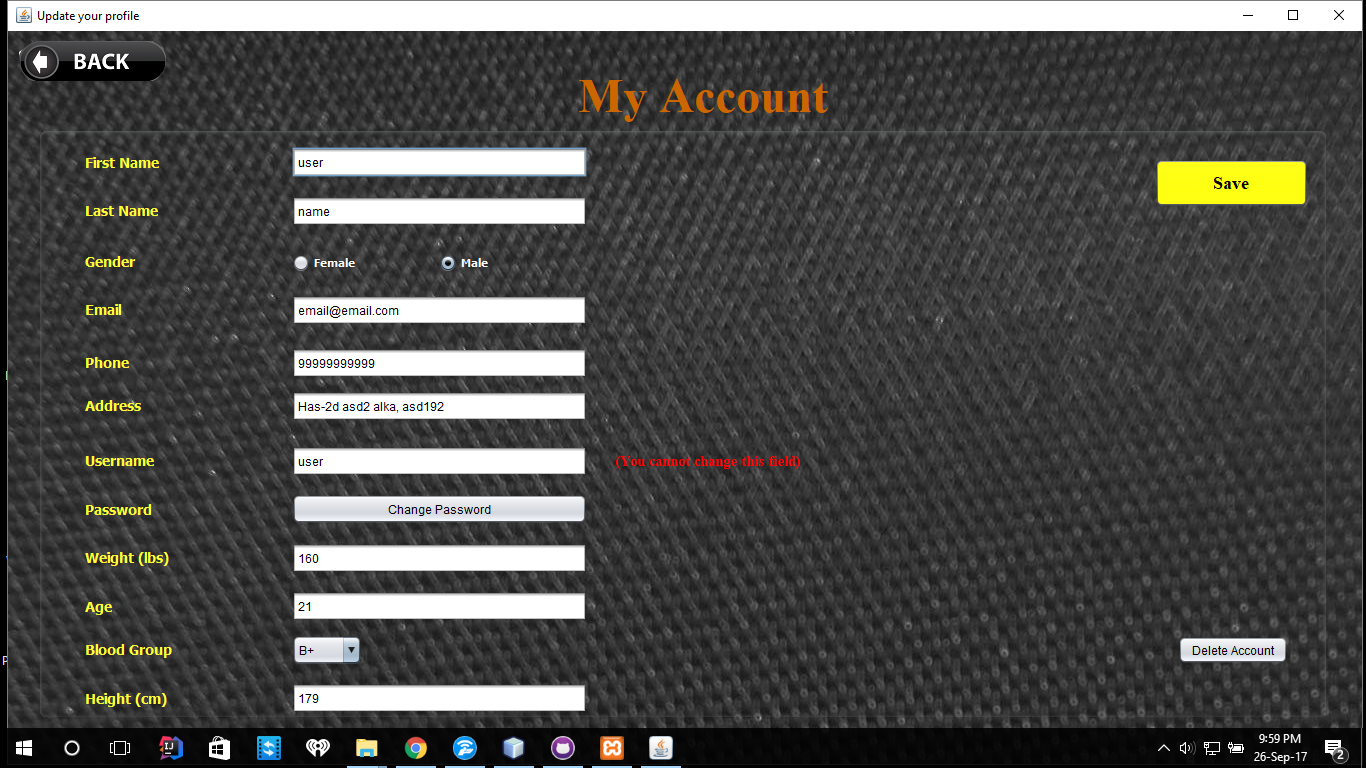 Update your profile
BACK
My Account
First Name user
Save
Last Name name
Gender Female Male
Email email@email.com
Phone 99999999999
Address Has-2d asd2 alka, asd192
Username user (You cannot change this field)
Password Change Password
Weight (lbs) 160
Age 21
Blood Group B+ Delete Account
Height (cm) 179
9:59 PM
26-Sep-17
2